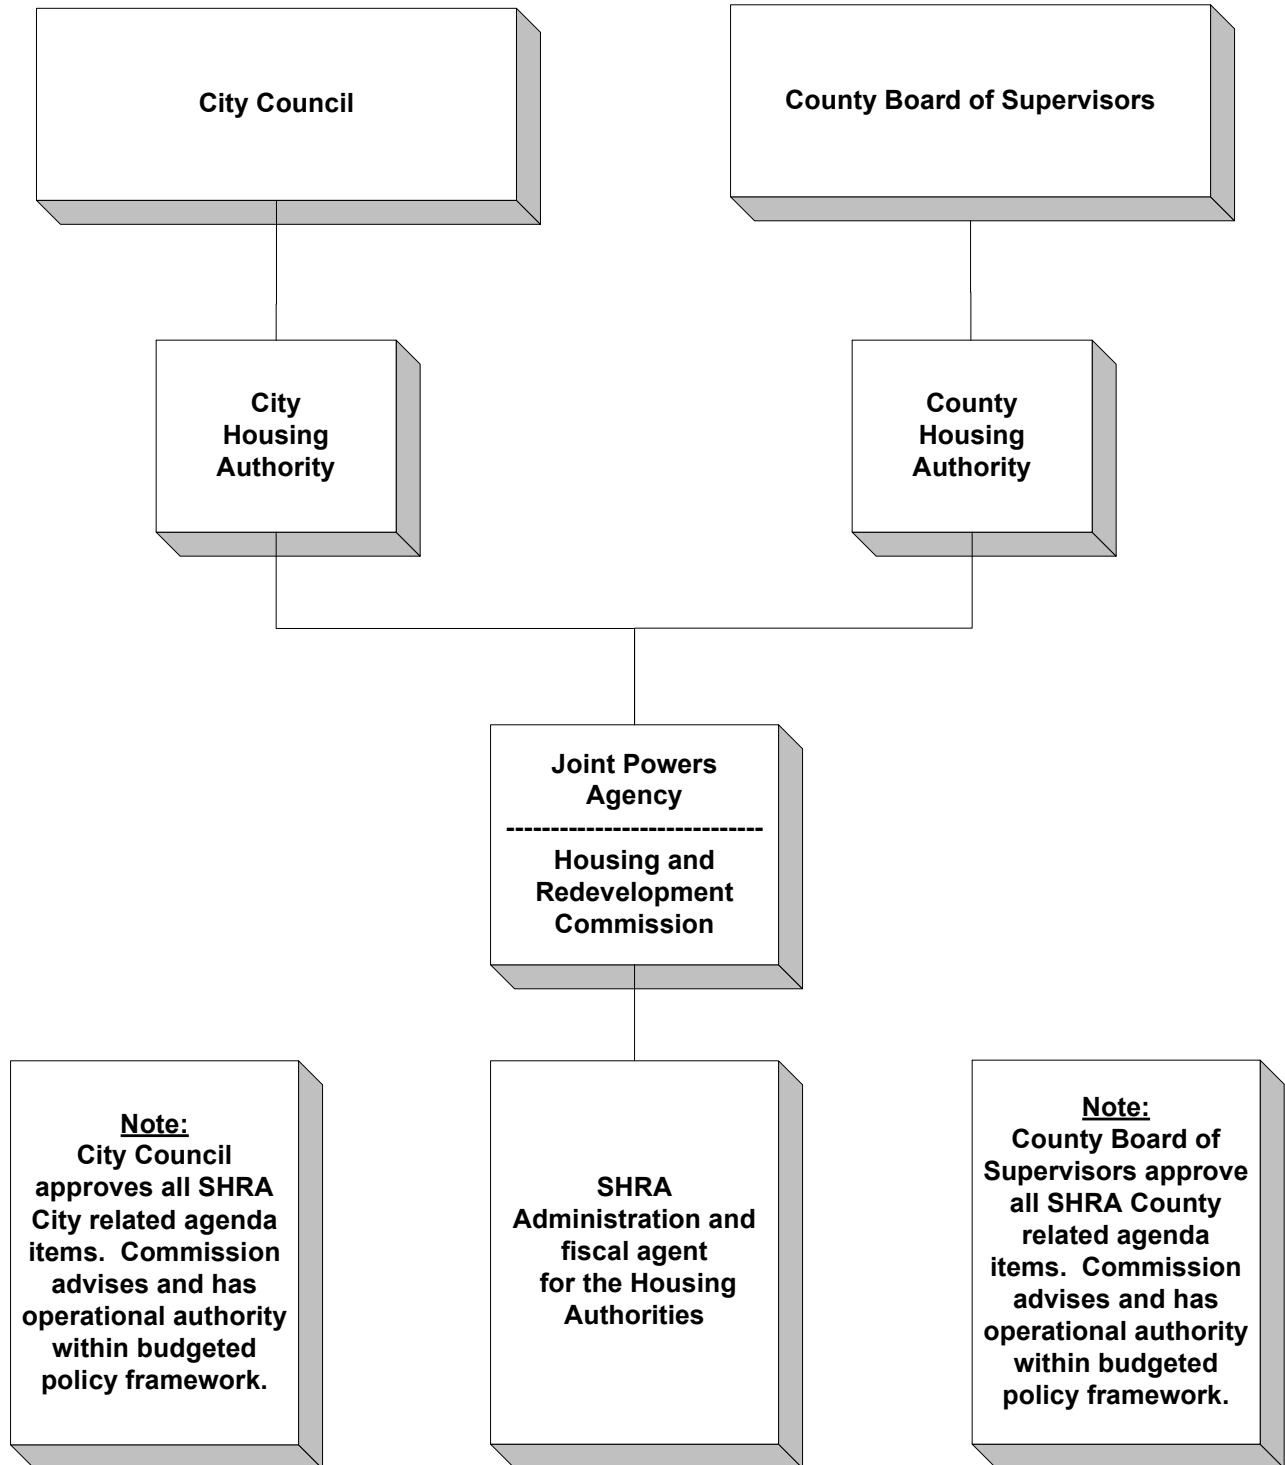 City Council
County Board of Supervisors
City
Housing
Authority
County
Housing
Authority
Joint Powers
Agency
----------------------------
Housing and
Redevelopment
Commission
Note:
City Council
approves all SHRA
City related agenda
items.  Commission
advises and has
operational authority
within budgeted
policy framework.
SHRA
Administration and
fiscal agent
for the Housing
Authorities
Note:
County Board of
Supervisors approve
all SHRA County
related agenda
items.  Commission
advises and has
operational authority
within budgeted
policy framework.